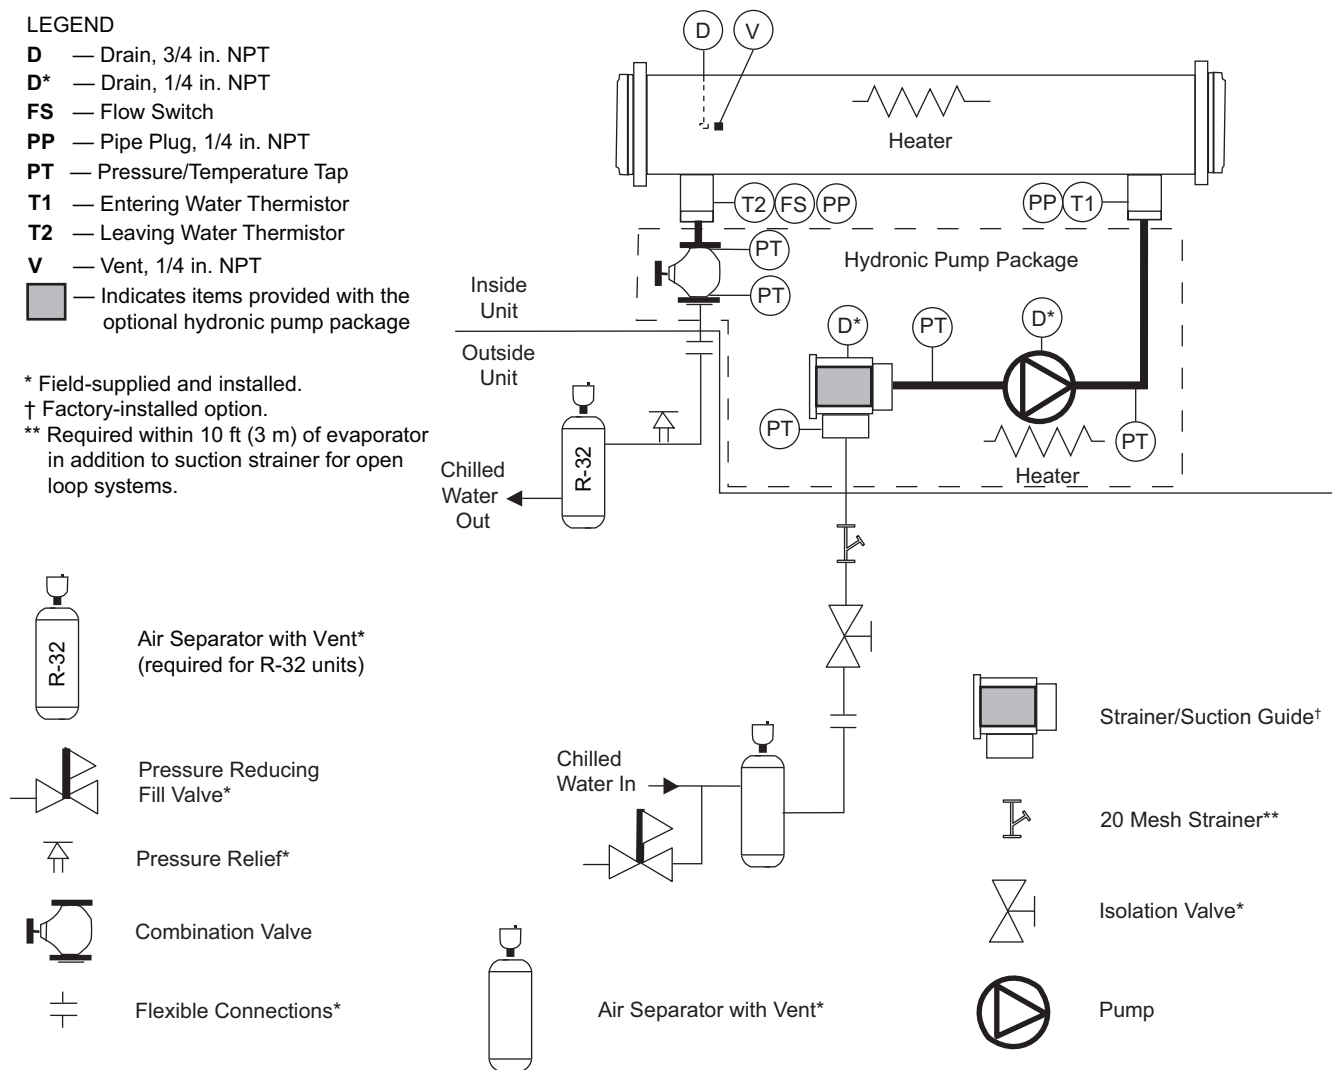 LEGEND
D — Drain, 3/4 in. NPT
D* — Drain, 1/4 in. NPT
FS — Flow Switch
PP — Pipe Plug, 1/4 in. NPT
PT — Pressure/Temperature Tap
T1 — Entering Water Thermistor
T2 — Leaving Water Thermistor
V — Vent, 1/4 in. NPT
— Indicates items provided with the
optional hydronic pump package
* Field-supplied and installed.
† Factory-installed option.
** Required within 10 ft (3 m) of evaporator
in addition to suction strainer for open
loop systems.
D
V
Heater
T2
FS
PP
PP
T1
PT
PT
Hydronic Pump Package
Inside
Unit
Outside
Unit
D*
PT
D*
PT
PT
Heater
R-32
Chilled
Water
Out
Chilled
Water In
R-32
Air Separator with Vent*
(required for R-32 units)
Pressure Reducing
Fill Valve*
Pressure Relief*
Combination Valve
Flexible Connections*
Air Separator with Vent*
Strainer/Suction Guide†
20 Mesh Strainer**
Isolation Valve*
Pump